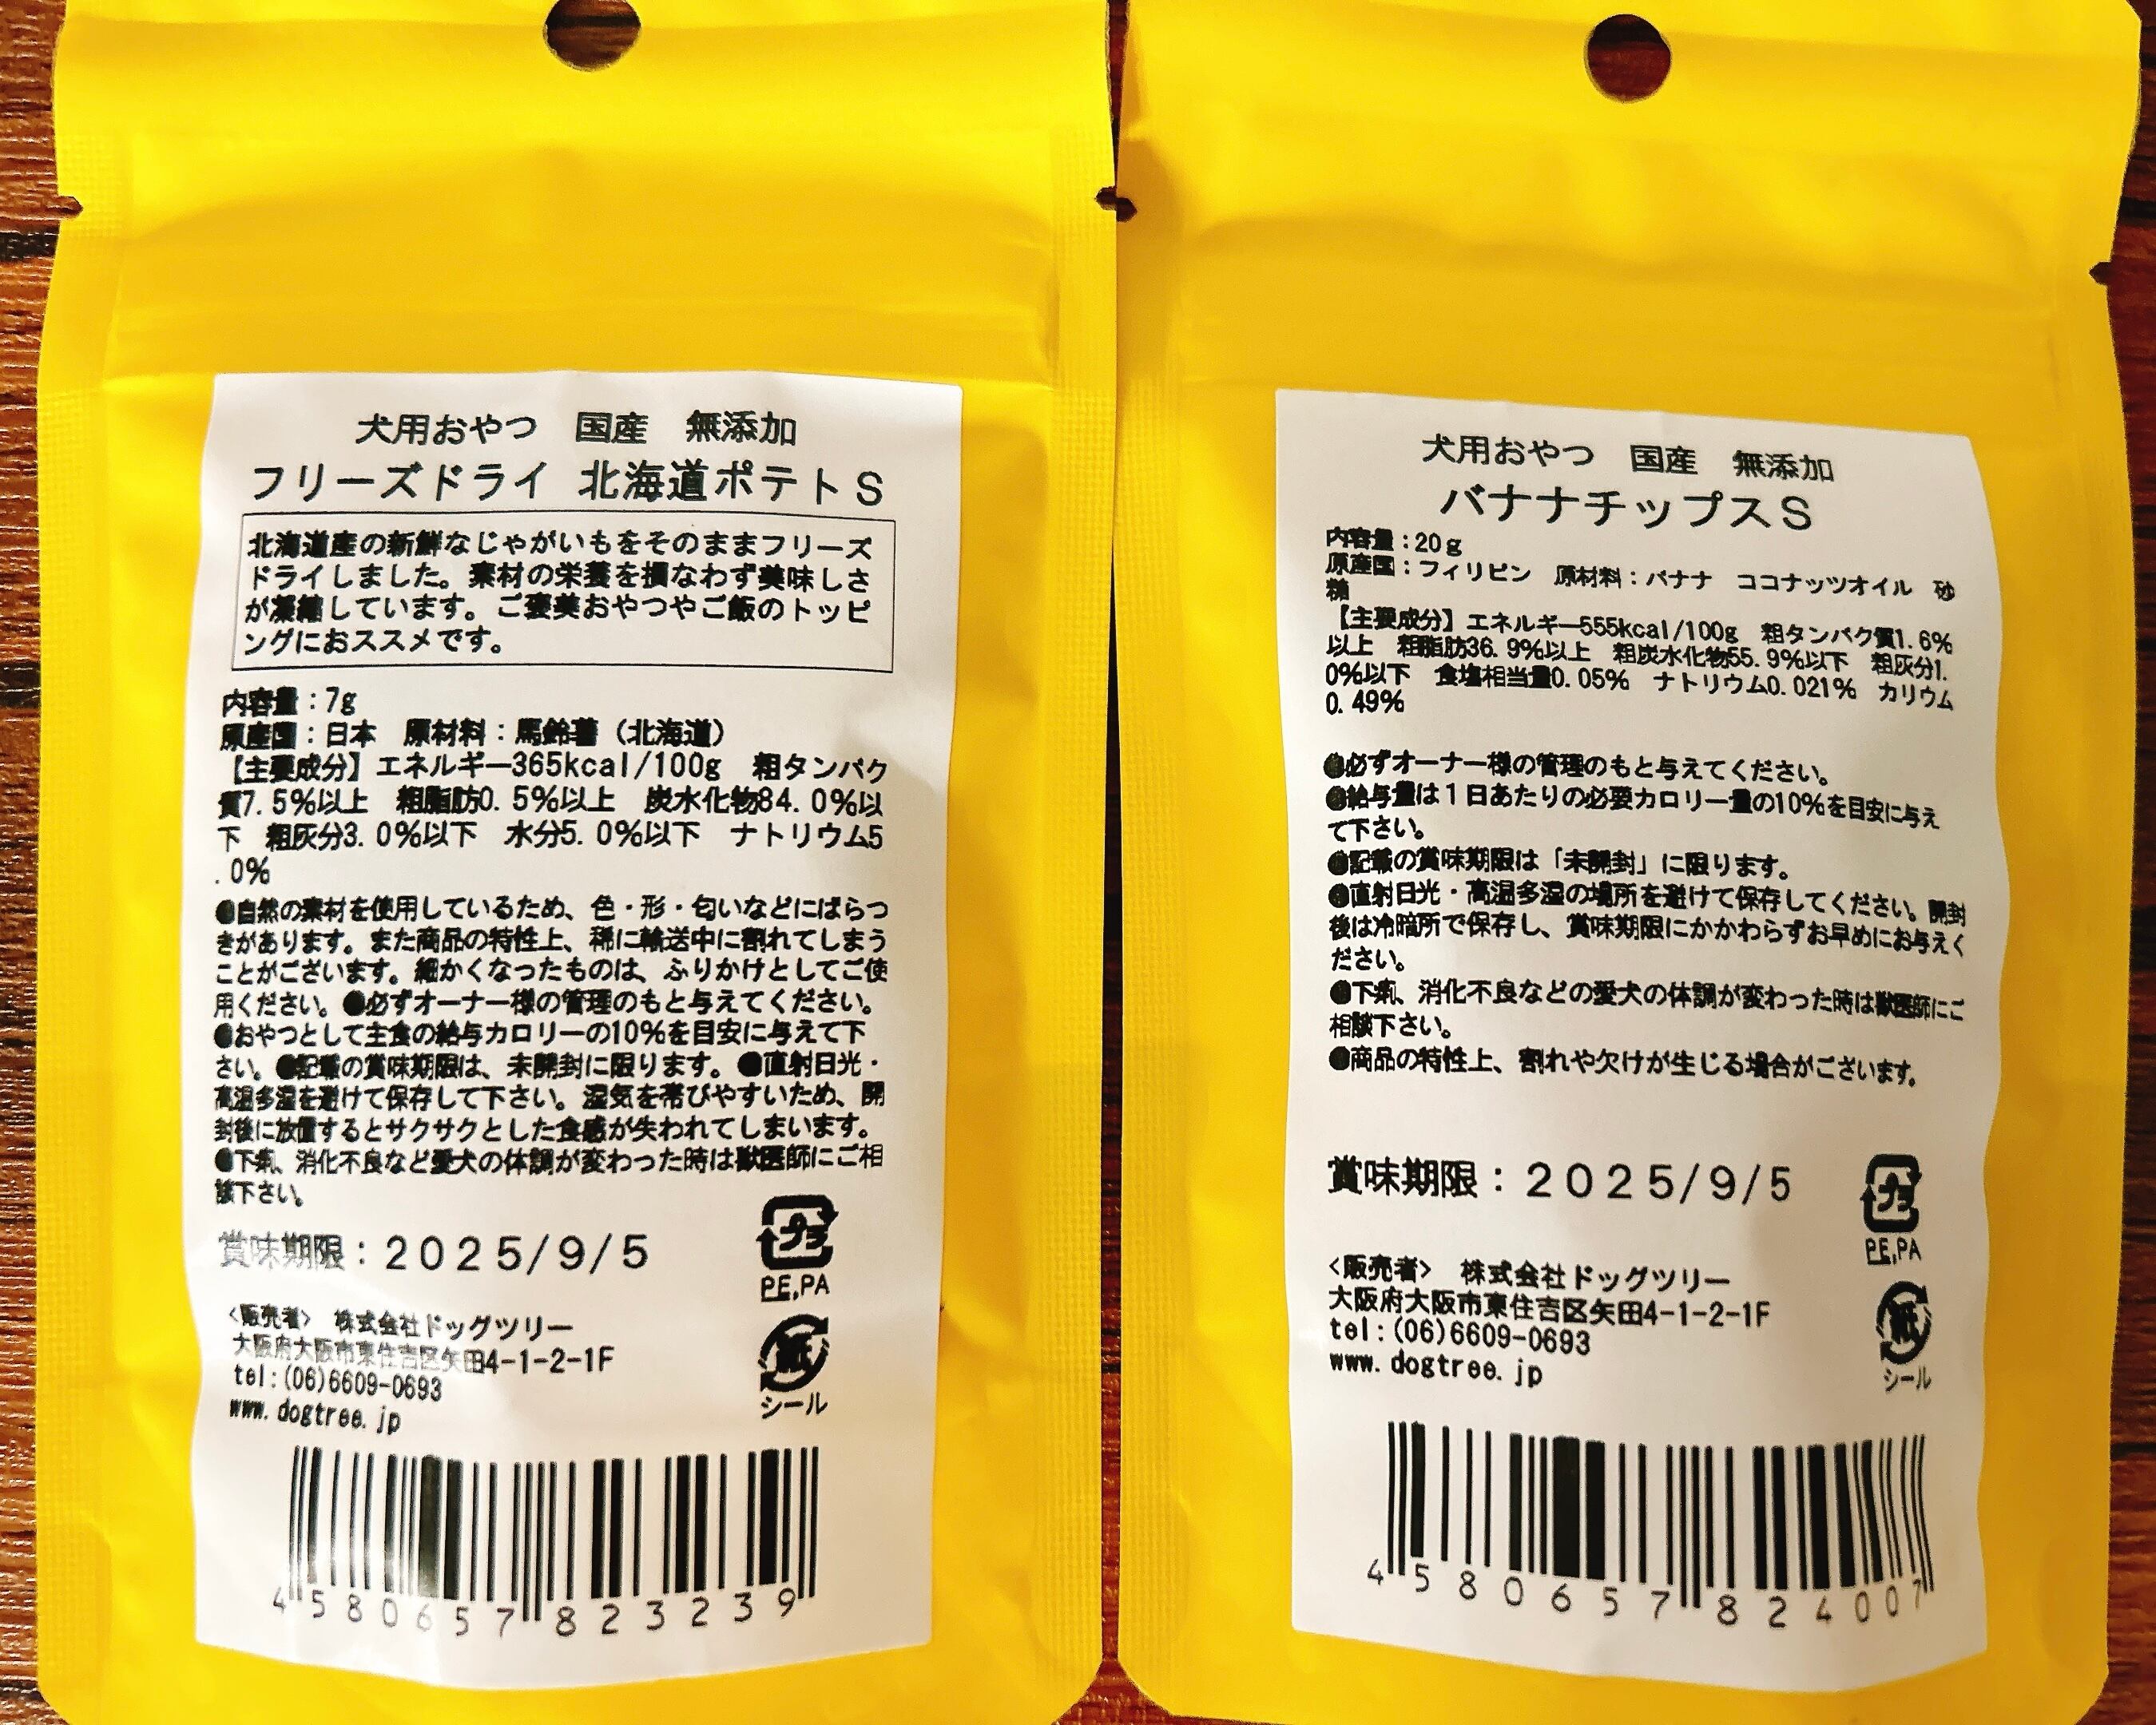 犬用おやつ 国産 無添加
フリーズドライ 北海道ポテトS
北海道産の新鮮なじゃがいもをそのままフリーズ
ドライしました。素材の栄養を損なわず美味しさ
が凝縮しています。ご褒美おやつやご飯のトッピ
ングにおススメです。
内容量：7g
原産国：日本 原材料：馬鈴薯（北海道）
【主要成分】エネルギー365kcal/100g 粗タンパク
質7.5%以上 粗脂肪0.5%以上 炭水化物84.0%以
下 粗灰分3.0%以下 水分5.0%以下 ナトリウム5
.0%
●自然の素材を使用しているため、色・形・匂いなどにばらつ
きがあります。また商品の特性上、稀に輸送中に割れてしまう
ことがございます。細かくなったものは、ふりかけとしてご使
用ください。●必ずオーナー様の管理のもと与えてください。
●おやつとして主食の給与カロリーの10%を目安に与えて下
さい。●記載の賞味期限は、未開封に限ります。●直射日光・
高温多湿を避けて保存して下さい。湿気を帯びやすいため、開
封後に放置するとサクサクとした食感が失われてしまいます。
●下痢、消化不良など愛犬の体調が変わった時は獣医師にご相
談下さい。
賞味期限：2025/9/5
プラ
PE,PA
<販売者> 株式会社ドッグツリー
大阪府大阪市東住吉区矢田4-1-2-1F
tel:(06)6609-0693
www.dogtree.jp
紙
シール
4580657823239
犬用おやつ 国産 無添加
バナナチップスS
内容量：20g
原産国：フィリピン 原材料：バナナ ココナッツオイル 砂
糖
【主要成分】エネルギー555kcal/100g 粗タンパク質1.6%
以上 粗脂肪36.9%以上 粗炭水化物55.9%以下 粗灰分1.
0%以下 食塩相当量0.05% ナトリウム0.021% カリウム
0.49%
●必ずオーナー様の管理のもと与えてください。
●給与量は1日あたりの必要カロリー量の10%を目安に与え
て下さい。
●記載の賞味期限は「未開封」に限ります。
●直射日光・高温多湿の場所を避けて保存してください。開封
後は冷暗所で保存し、賞味期限にかかわらずお早めにお与えく
ださい。
●下痢、消化不良などの愛犬の体調が変わった時は獣医師にご
相談下さい。
●商品の特性上、割れや欠けが生じる場合がございます。
賞味期限：2025/9/5
プラ
PE,PA
<販売者> 株式会社ドッグツリー
大阪府大阪市東住吉区矢田4-1-2-1F
tel:(06)6609-0693
www.dogtree.jp
紙
シール
4580657824007